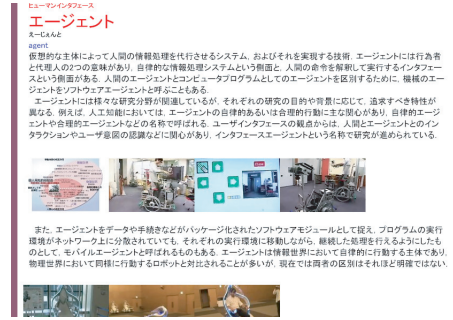 ヒューマンインタフェース
エージェント
えーじぇんと
agent
仮想的な主体によって人間の情報処理を代行させるシステム, およびそれを実現する技術. エージェントには行為者
と代理人の2つの意味があり, 自律的な情報処理システムという側面と, 人間の命令を解釈して実行するインタフェー
スという側面がある. 人間のエージェントとコンピュータプログラムとしてのエージェントを区別するために, 機械のエー
ジェントをソフトウェアエージェントと呼ぶこともある.
エージェントには様々な研究分野が関連しているが, それぞれの研究の目的や背景に応じて, 追求すべき特性が
異なる. 例えば, 人工知能においては, エージェントの自律的あるいは合理的行動に主な関心があり, 自律的エージ
ェントや合理的エージェントなどの名称で呼ばれる. ユーザインタフェースの観点からは, 人間とエージェントとのイン
タラクションやユーザ意図の認識などに関心があり, インタフェースエージェントという名称で研究が進められている.
また, エージェントをデータや手続きなどがパッケージ化されたソフトウェアモジュールとして捉え, プログラムの実行
環境がネットワーク上に分散されていても, それぞれの実行環境に移動しながら, 継続した処理を行えるようにしたも
のとして, モバイルエージェントと呼ばれるものもある. エージェントは情報世界において自律的に行動する主体であり,
物理世界において同様に行動するロボットと対比されることが多いが, 現在では両者の区別はそれほど明確ではない.